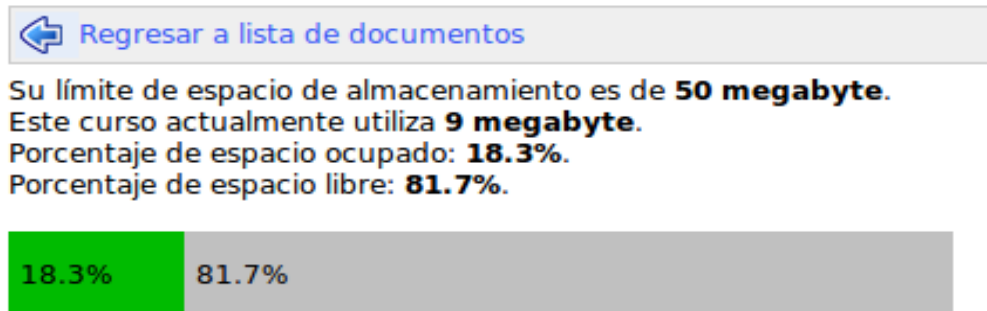 Regresar a lista de documentos
Su límite de espacio de almacenamiento es de 50 megabyte.
Este curso actualmente utiliza 9 megabyte.
Porcentaje de espacio ocupado: 18.3%.
Porcentaje de espacio libre: 81.7%.
18.3% 81.7%